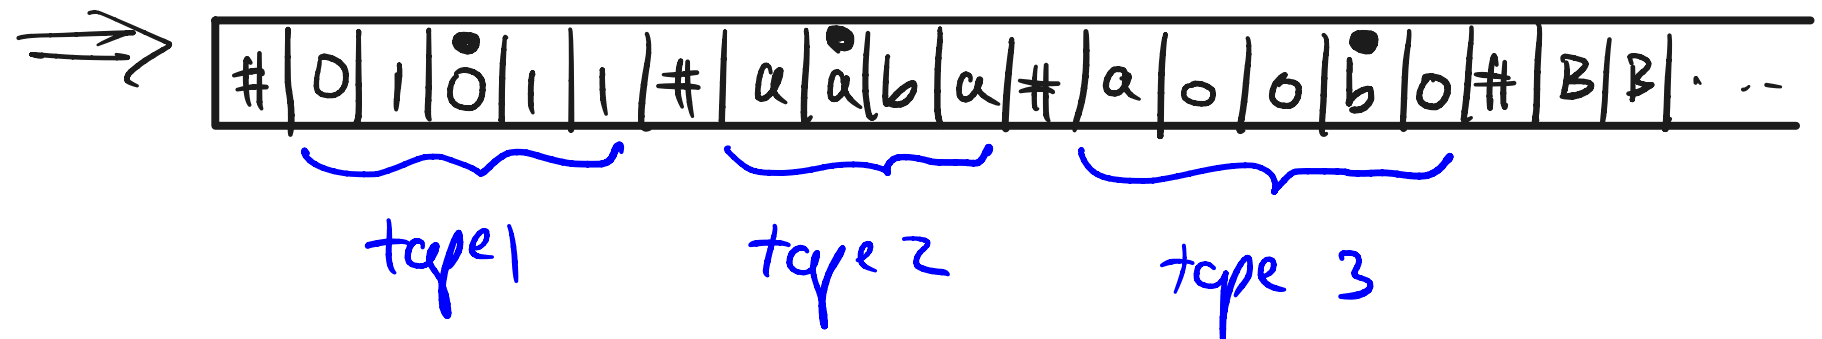 # 0 1 0 1 1 # a a b a # a 0 0 b 0 # B B . . .
tape 1 tape 2 tape 3